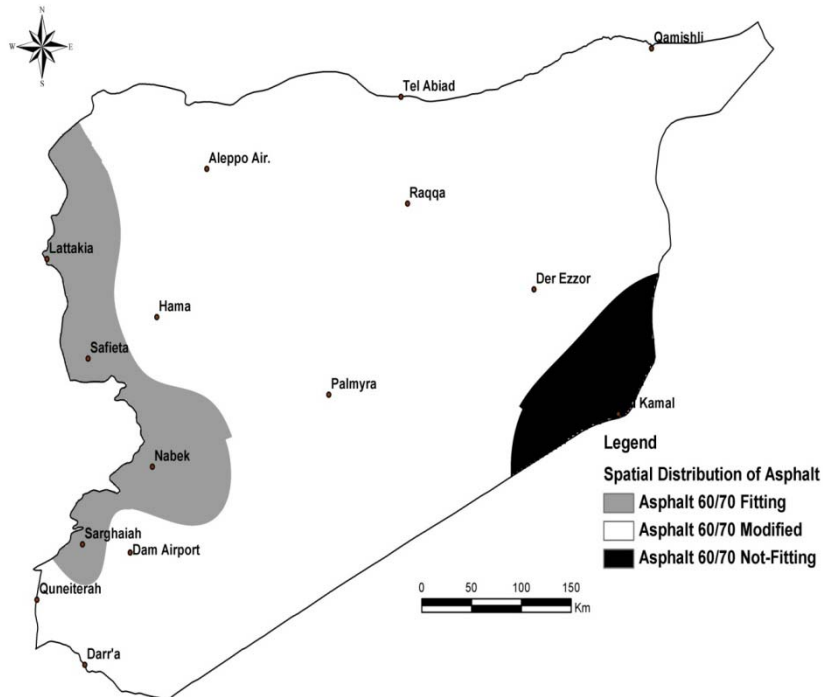 N
W
E
S
Qamishli
Tel Abiad
Aleppo Air.
Raqqa
Lattakia
Der Ezzor
Hama
Safieta
Palmyra
Kamal
Legend
Nabek
Spatial Distribution of Asphalt
Asphalt 60/70 Fitting
Asphalt 60/70 Modified
Asphalt 60/70 Not-Fitting
Sarghaiah
Dam Airport
Quneiterah
0 50 100 150
Km
Darr'a